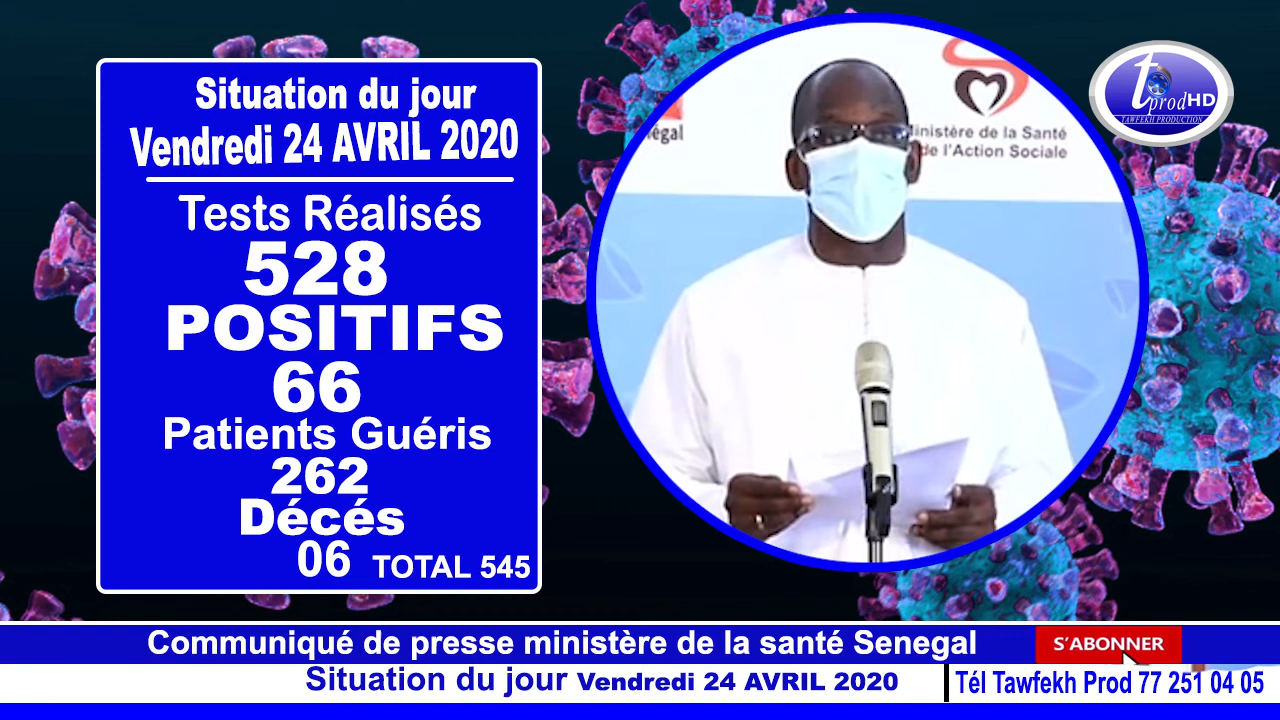 Situation du jour
Vendredi 24 AVRIL 2020
Tests Réalisés
528
POSITIFS
66
Patients Guéris
262
Décés
06 TOTAL 545
négal
Ministère de la Santé
de l'Action Sociale
t prod HD
TAWFEKH PRODUCTION
Communiqué de presse ministère de la santé Senegal
S'ABONNER
Situation du jour Vendredi 24 AVRIL 2020
Tél Tawfekh Prod 77 251 04 05